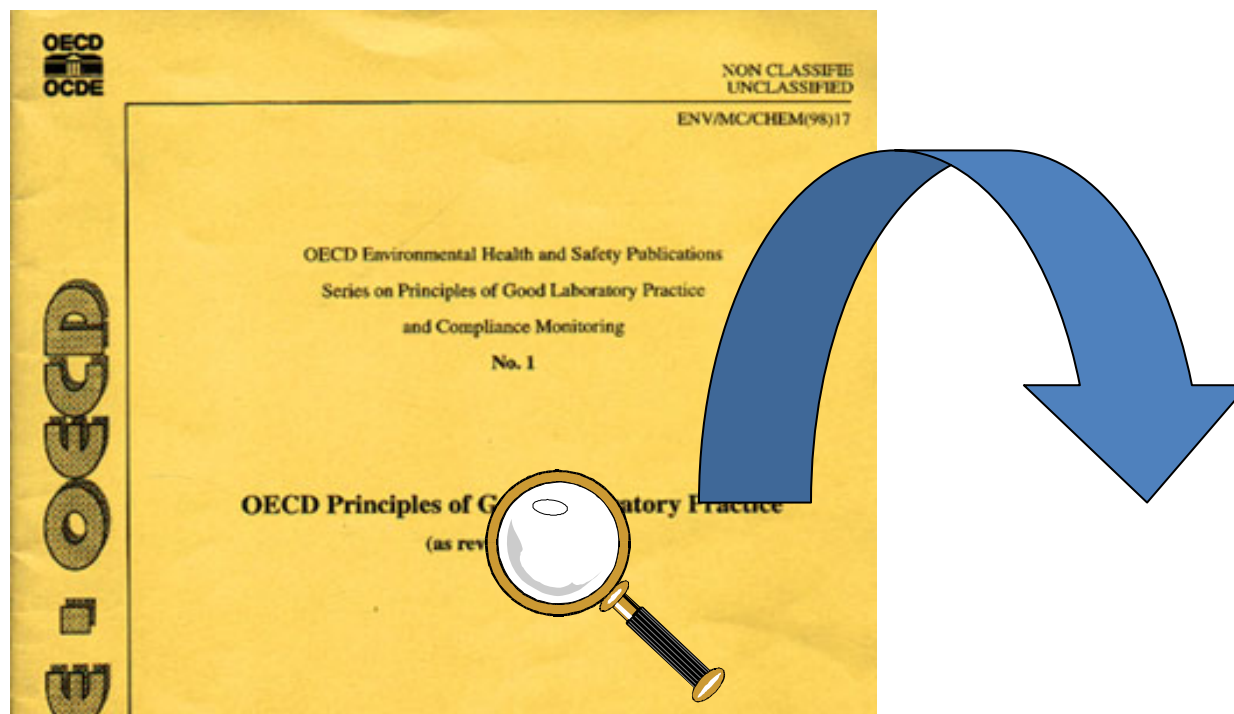 OECD
OCDE
NON CLASSIFIE
UNCLASSIFIED
ENV/MC/CHEM(98)17
OECD Environmental Health and Safety Publications
Series on Principles of Good Laboratory Practice
and Compliance Monitoring
No. 1
OECD Principles of G atory Practice
(as rev
OECD